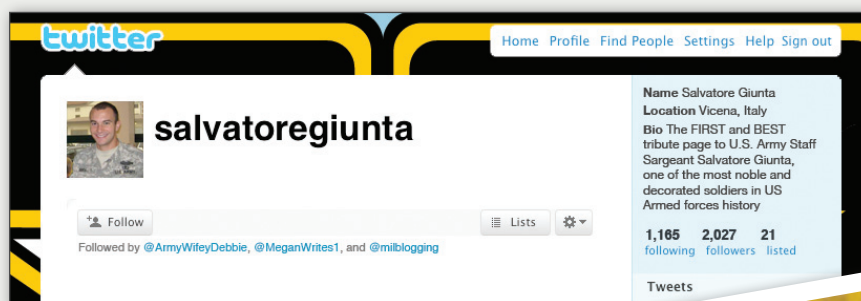 twitter
Home Profile Find People Settings Help Sign out
salvatoregiunta
Follow
Lists
Followed by @ArmyWifeyDebbie, @MeganWrites1, and @milblogging
Name Salvatore Giunta
Location Vicena, Italy
Bio The FIRST and BEST
tribute page to U.S. Army Staff
Sargeant Salvatore Giunta,
one of the most noble and
decorated soldiers in US
Armed forces history
1,165 2,027 21
following followers listed
Tweets